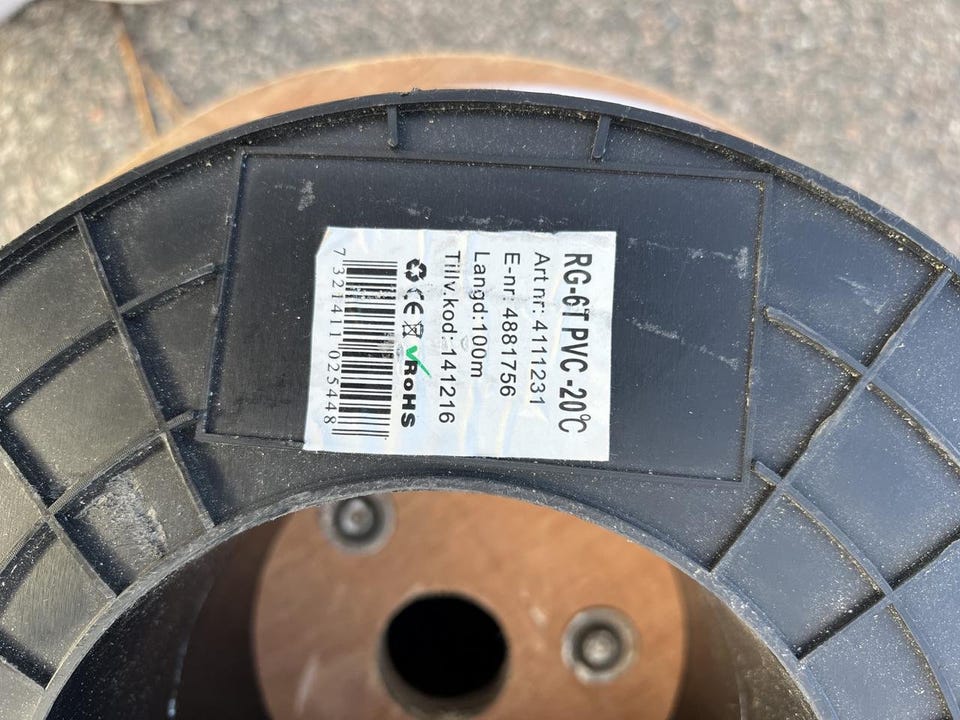 RG-6T PVC -20°C
Art nr: 4111231
E-nr: 4881756
Langd:100m
Tillv.kod:141216
CE RoHS
7 321411 025448